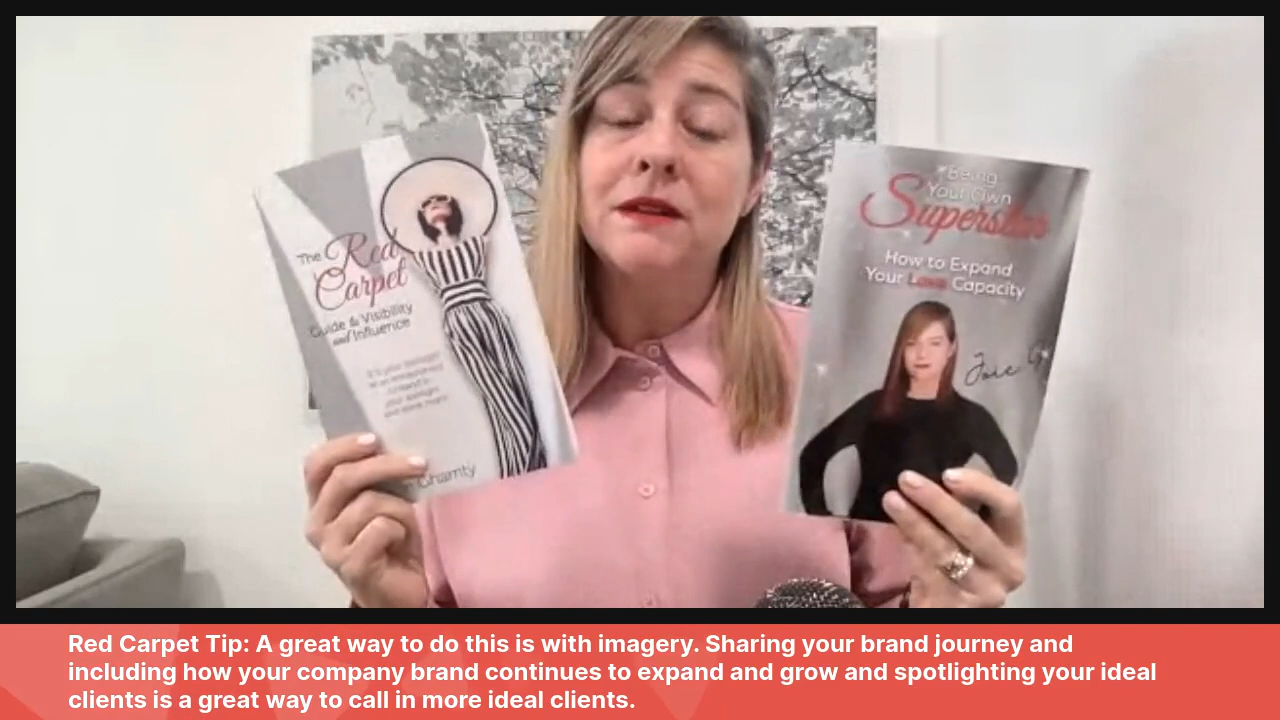 The Red
Carpet
Guide & Visibility
and Influence
Ghamty
Being
Your Own
Superstar
How to Expand
Your Love Capacity
Joie G
Red Carpet Tip: A great way to do this is with imagery. Sharing your brand journey and
including how your company brand continues to expand and grow and spotlighting your ideal
clients is a great way to call in more ideal clients.